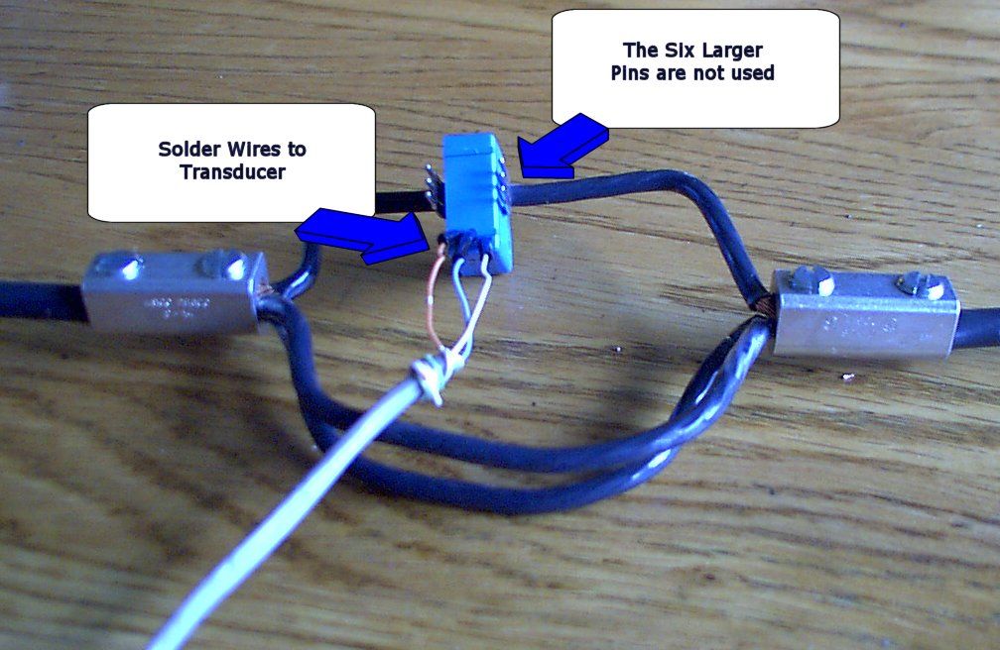 The Six Larger
Pins are not used
Solder Wires to
Transducer